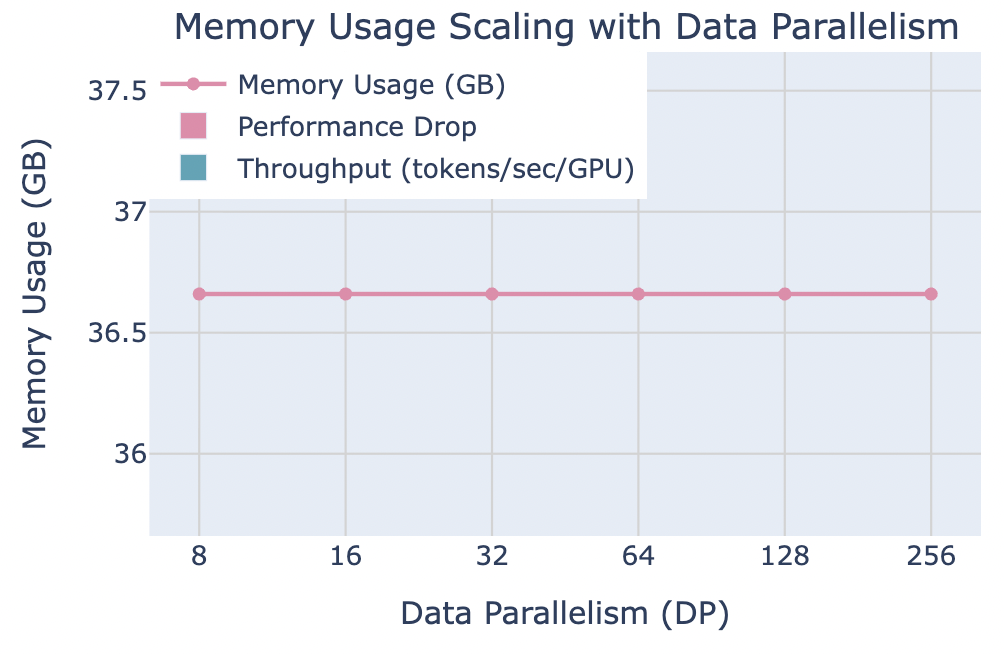 Memory Usage Scaling with Data Parallelism
Memory Usage (GB)
Performance Drop
Throughput (tokens/sec/GPU)
Memory Usage (GB)
37.5
37
36.5
36
8 16 32 64 128 256
Data Parallelism (DP)